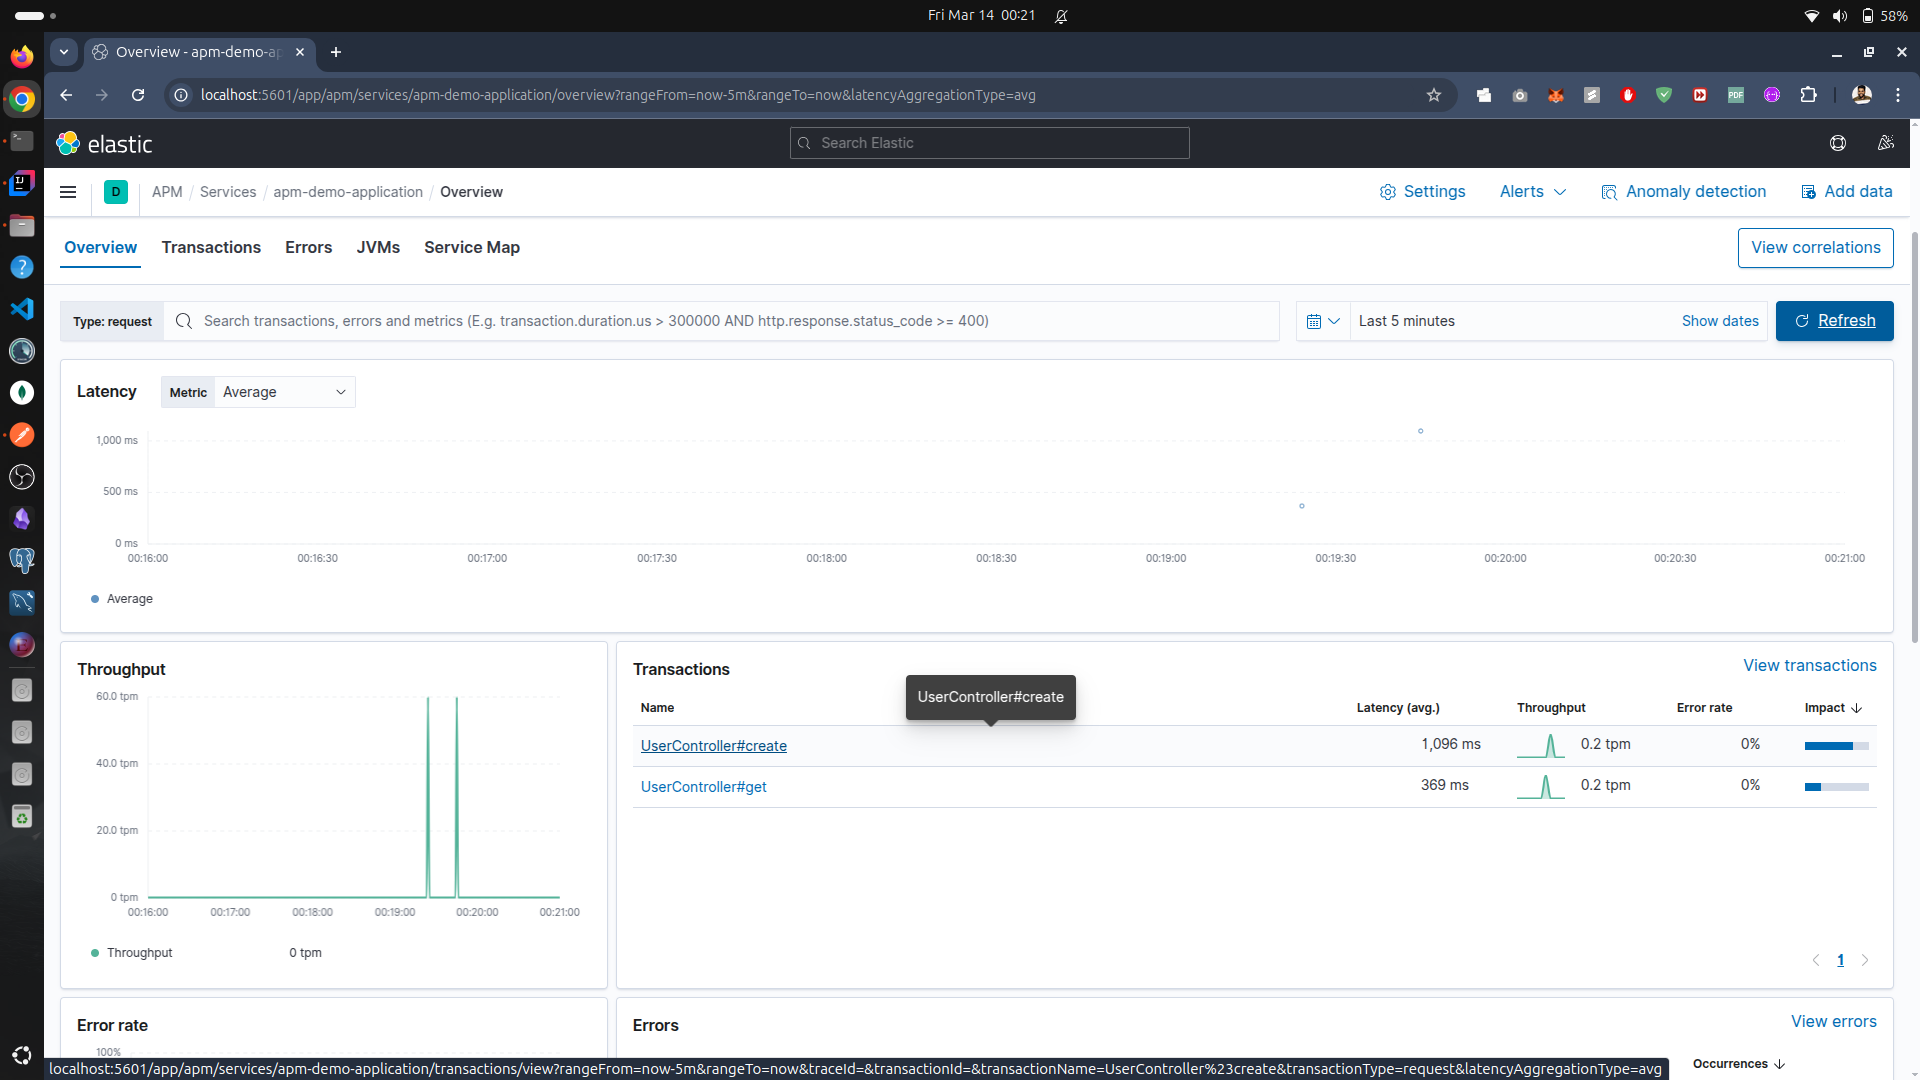 Fri Mar 14 00:21
58%
Overview - apm-demo-ap
localhost:5601/app/apm/services/apm-demo-application/overview?rangeFrom=now-5m&rangeTo=now&latencyAggregationType=avg
elastic
Search Elastic
D
APM / Services / apm-demo-application / Overview
Settings
Alerts
Anomaly detection
Add data
Overview
Transactions
Errors
JVMs
Service Map
View correlations
Type: request
Search transactions, errors and metrics (E.g. transaction.duration.us > 300000 AND http.response.status_code >= 400)
Last 5 minutes
Show dates
Refresh
Latency
Metric
Average
1,000 ms
500 ms
0 ms
00:16:00 00:16:30 00:17:00 00:17:30 00:18:00 00:18:30 00:19:00 00:19:30 00:20:00 00:20:30 00:21:00
Average
Throughput
60.0 tpm
40.0 tpm
20.0 tpm
0 tpm
00:16:00 00:17:00 00:18:00 00:19:00 00:20:00 00:21:00
Throughput 0 tpm
Transactions
View transactions
UserController#create
Name Latency (avg.) Throughput Error rate Impact
UserController#create 1,096 ms 0.2 tpm 0%
UserController#get 369 ms 0.2 tpm 0%
1
Error rate
100%
Errors
View errors
Occurrences
localhost:5601/app/apm/services/apm-demo-application/transactions/view?rangeFrom=now-5m&rangeTo=now&traceId=&transactionId=&transactionName=UserController%23create&transactionType=request&latencyAggregationType=avg